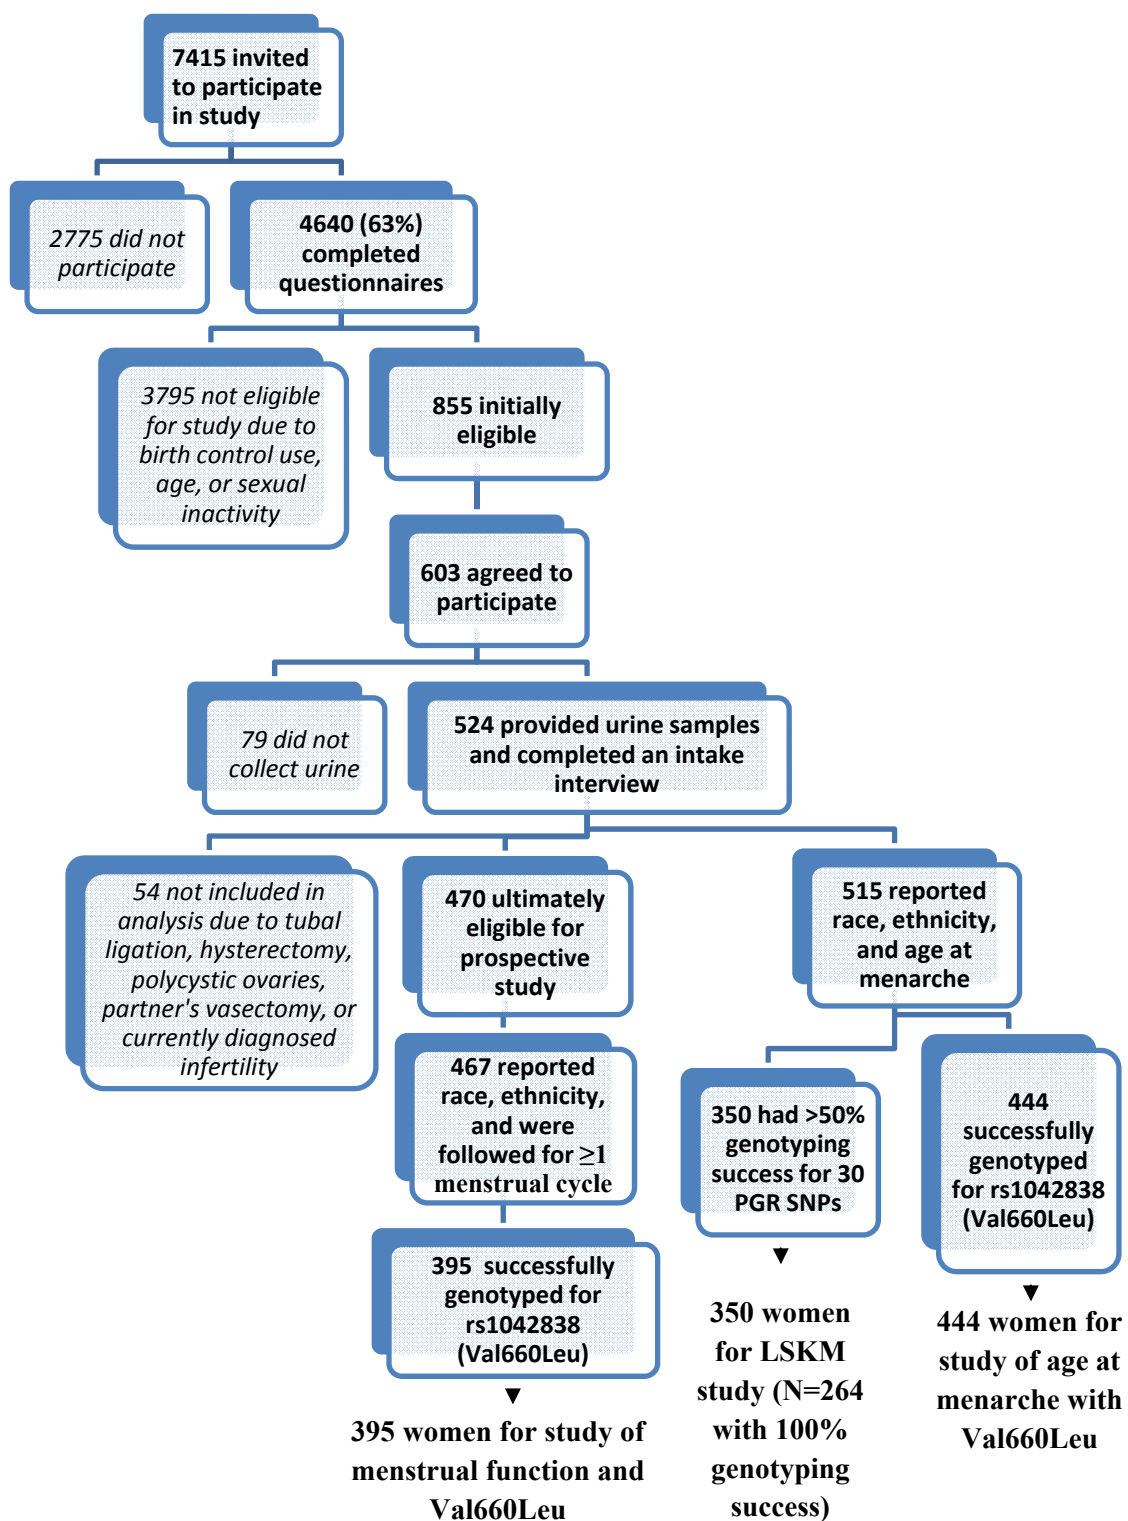 7415 invited
to participate
in study
2775 did not
participate
4640 (63%)
completed
questionnaires
3795 not eligible
for study due to
birth control use,
age, or sexual
inactivity
855 initially
eligible
603 agreed to
participate
79 did not
collect urine
524 provided urine samples
and completed an intake
interview
54 not included in
analysis due to tubal
ligation, hysterectomy,
polycystic ovaries,
partner's vasectomy, or
currently diagnosed
infertility
470 ultimately
eligible for
prospective
study
515 reported
race, ethnicity,
and age at
menarche
467 reported
race, ethnicity,
and were
followed for ≥1
menstrual cycle
350 had >50%
genotyping
success for 30
PGR SNPs
444
successfully
genotyped
for rs1042838
(Val660Leu)
395 successfully
genotyped for
rs1042838
(Val660Leu)
395 women for study of
menstrual function and
Val660Leu
350 women
for LSKM
study (N=264
with 100%
genotyping
success)
444 women for
study of age at
menarche with
Val660Leu